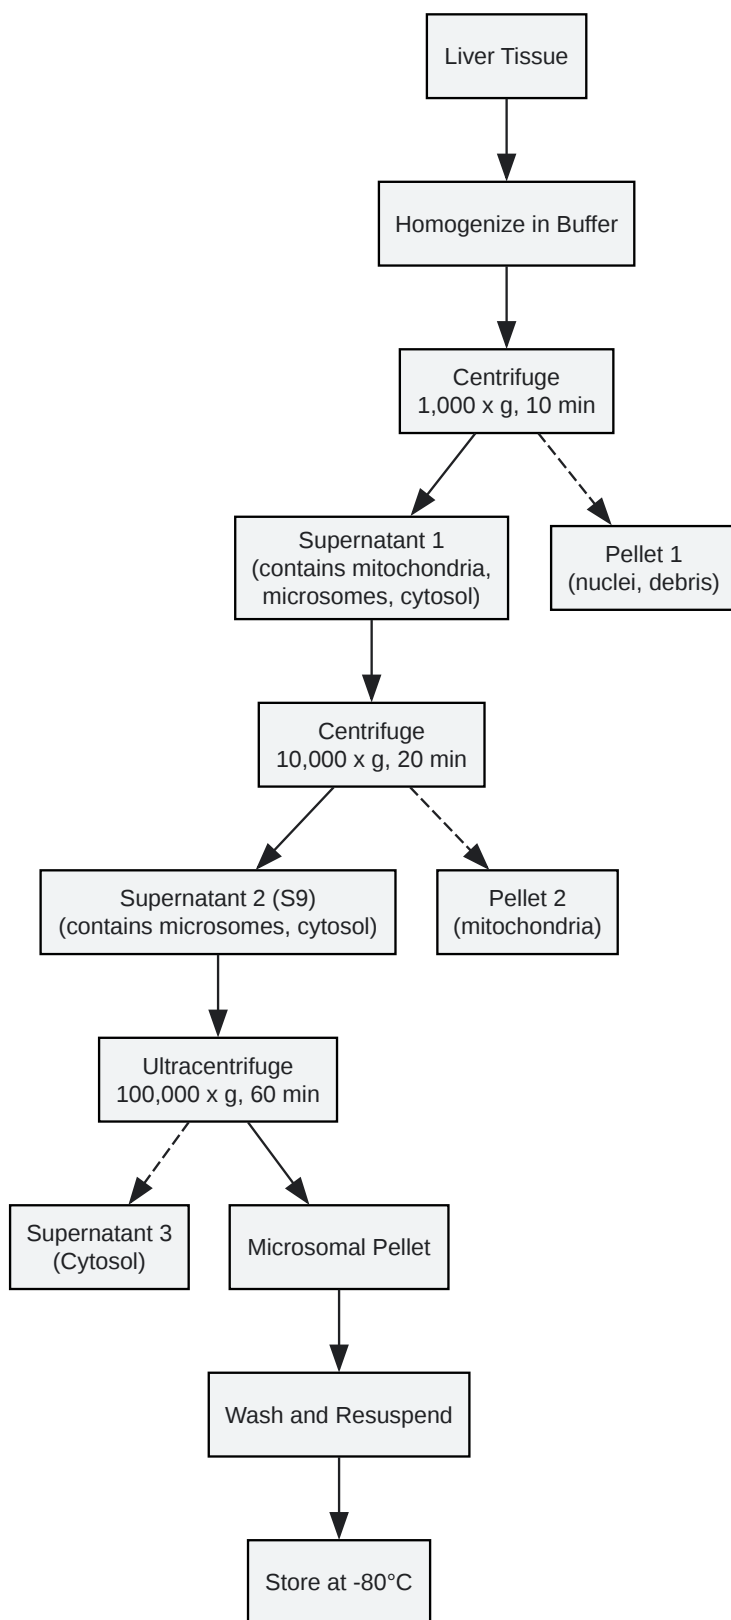 Liver Tissue
Homogenize in Buffer
Centrifuge
1,000 x g, 10 min
Supernatant 1
(contains mitochondria,
microsomes, cytosol)
Pellet 1
(nuclei, debris)
Centrifuge
10,000 x g, 20 min
Supernatant 2 (S9)
(contains microsomes, cytosol)
Pellet 2
(mitochondria)
Ultracentrifuge
100,000 x g, 60 min
Supernatant 3
(Cytosol)
Microsomal Pellet
Wash and Resuspend
Store at -80°C